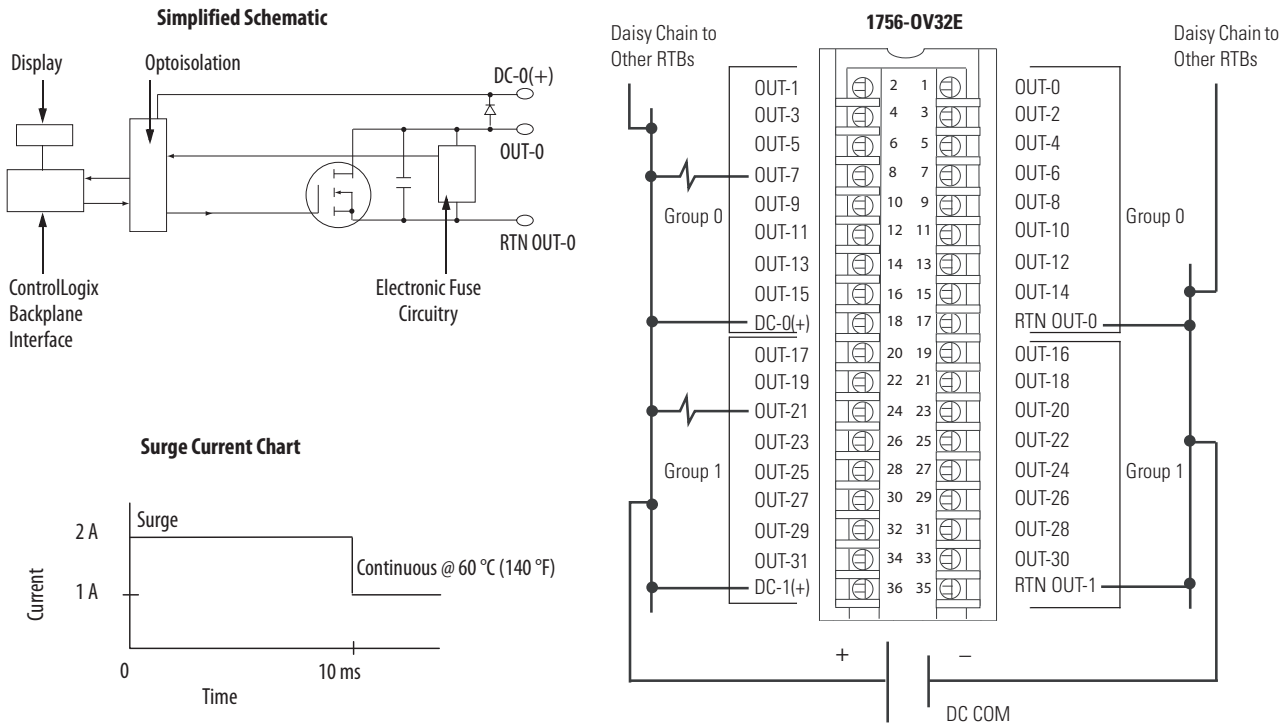 Simplified Schematic
Display
Optoisolation
DC-0(+)
OUT-0
RTN OUT-0
ControlLogix
Backplane
Interface
Electronic Fuse
Circuitry
Surge Current Chart
Current
2 A
1 A
Surge
Continuous @ 60 °C (140 °F)
0
10 ms
Time
1756-OV32E
Daisy Chain to
Other RTBs
Daisy Chain to
Other RTBs
OUT-1 2 1 OUT-0
OUT-3 4 3 OUT-2
OUT-5 6 5 OUT-4
OUT-7 8 7 OUT-6
OUT-9 10 9 OUT-8
Group 0 Group 0
OUT-11 12 11 OUT-10
OUT-13 14 13 OUT-12
OUT-15 16 15 OUT-14
DC-0(+) 18 17 RTN OUT-0
OUT-17 20 19 OUT-16
OUT-19 22 21 OUT-18
OUT-21 24 23 OUT-20
OUT-23 26 25 OUT-22
Group 1 OUT-25 28 27 OUT-24 Group 1
OUT-27 30 29 OUT-26
OUT-29 32 31 OUT-28
OUT-31 34 33 OUT-30
DC-1(+) 36 35 RTN OUT-1
+ –
DC COM